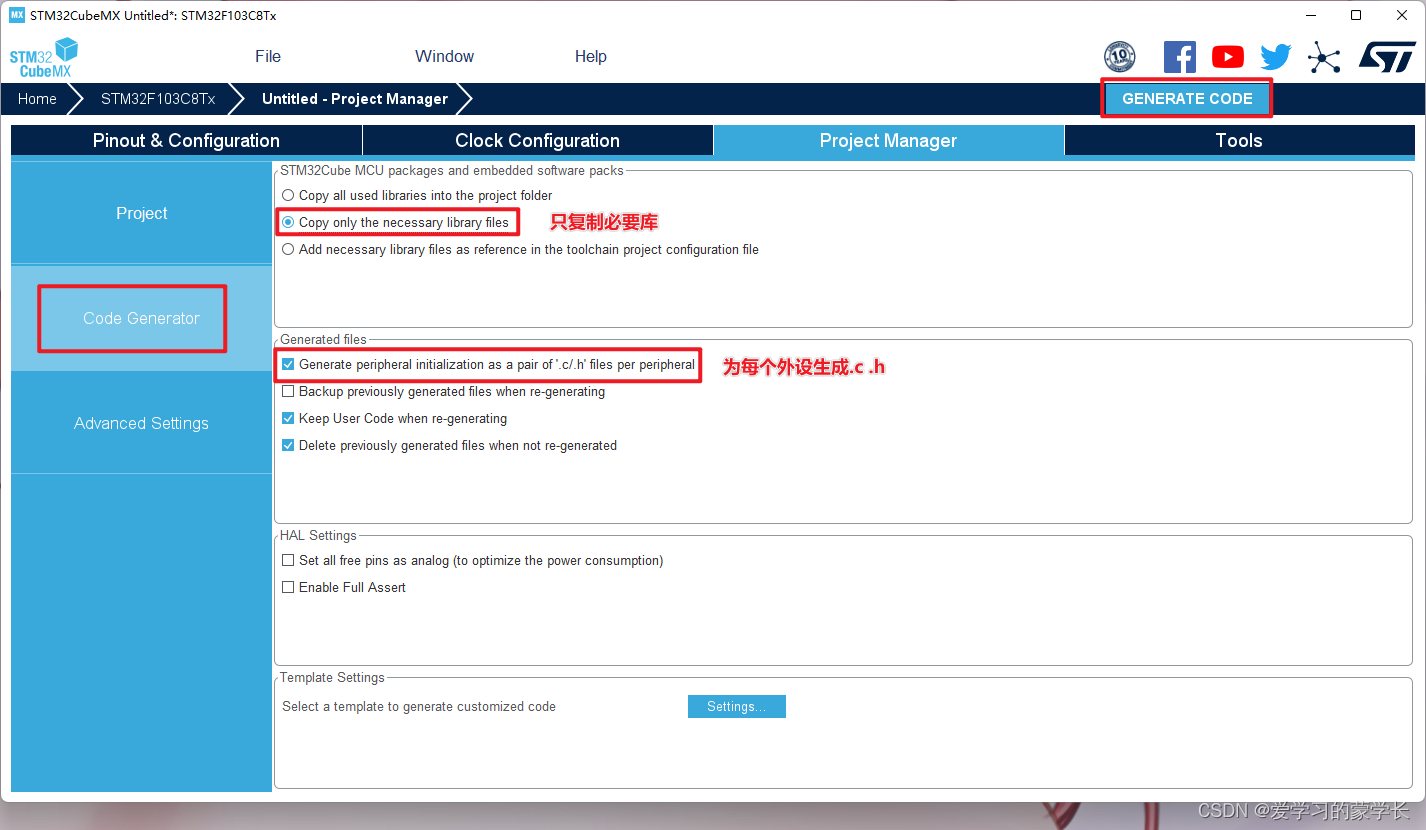 MX STM32CubeMX Untitled*: STM32F103C8Tx
STM32 CubeMX
File Window Help
10
Home STM32F103C8Tx Untitled - Project Manager GENERATE CODE
Pinout & Configuration Clock Configuration Project Manager Tools
Project
Code Generator
Advanced Settings
STM32Cube MCU packages and embedded software packs
Copy all used libraries into the project folder
Copy only the necessary library files 只复制必要库
Add necessary library files as reference in the toolchain project configuration file
Generated files
Generate peripheral initialization as a pair of '.c/.h' files per peripheral 为每个外设生成.c .h
Backup previously generated files when re-generating
Keep User Code when re-generating
Delete previously generated files when not re-generated
HAL Settings
Set all free pins as analog (to optimize the power consumption)
Enable Full Assert
Template Settings
Select a template to generate customized code Settings...
CSDN @爱学习的蒙学长